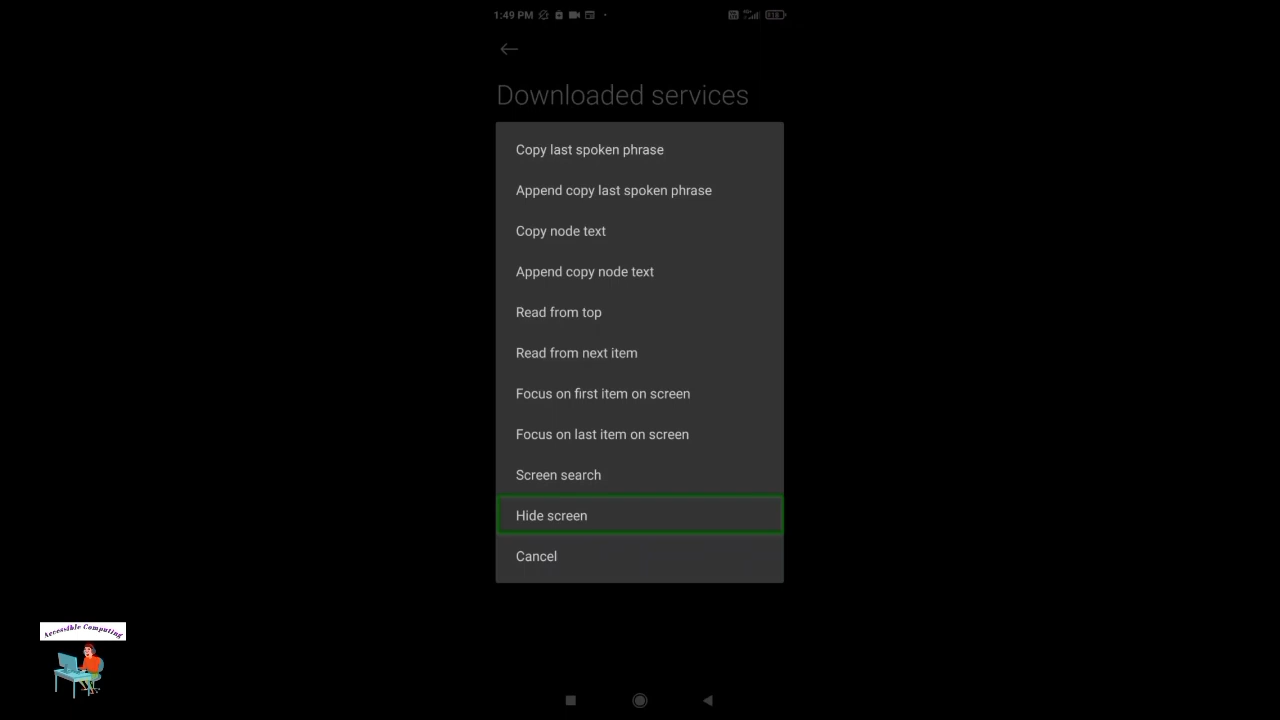 1:49 PM
Downloaded services
Copy last spoken phrase
Append copy last spoken phrase
Copy node text
Append copy node text
Read from top
Read from next item
Focus on first item on screen
Focus on last item on screen
Screen search
Hide screen
Cancel
Accessible Computing